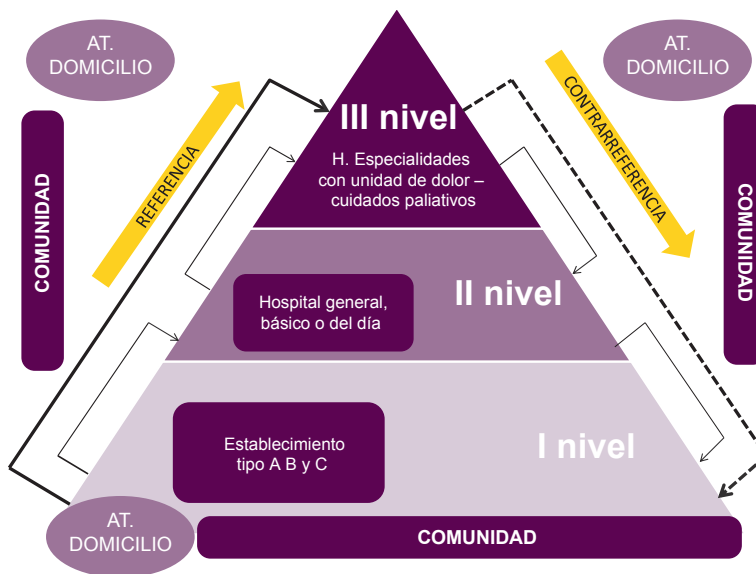 AT.
DOMICILIO
AT.
DOMICILIO
III nivel
H. Especialidades
con unidad de dolor –
cuidados paliativos
REFERENCIA
CONTRARREFERENCIA
COMUNIDAD
COMUNIDAD
II nivel
Hospital general,
básico o del día
I nivel
Establecimiento
tipo A B y C
AT.
DOMICILIO
COMUNIDAD